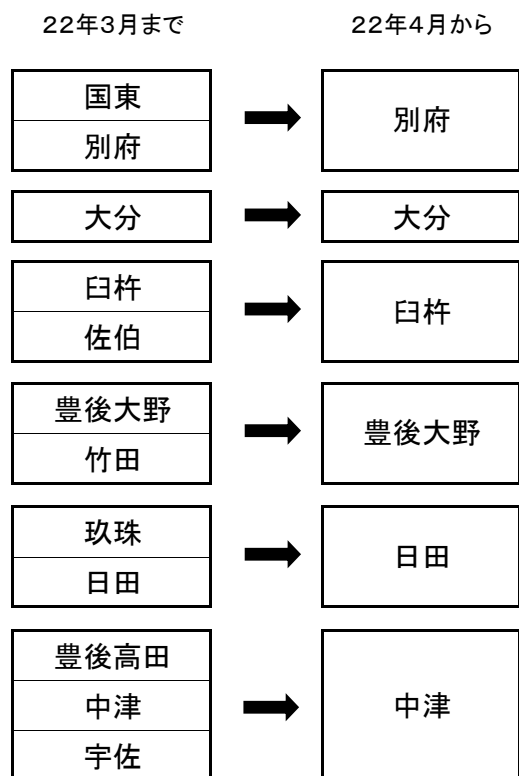 22年3月まで
22年4月から
国東
別府
別府
大分
大分
臼杵
佐伯
臼杵
豊後大野
竹田
豊後大野
玖珠
日田
日田
豊後高田
中津
宇佐
中津